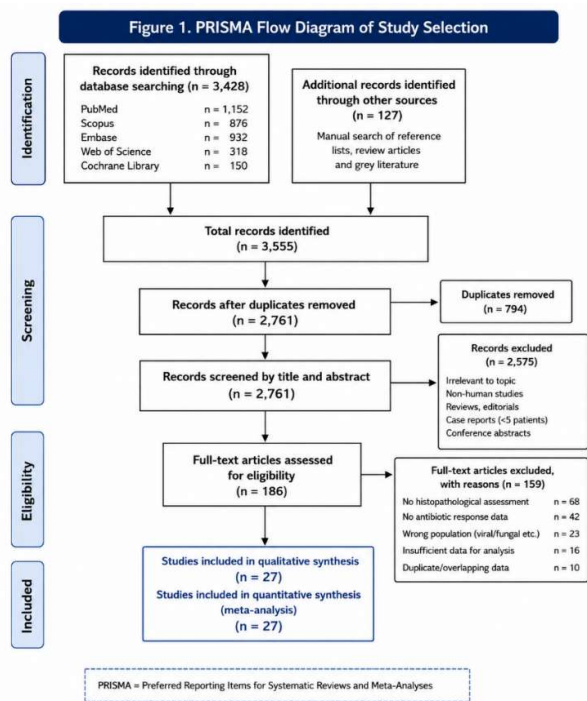 Figure 1. PRISMA Flow Diagram of Study Selection
Identification
Records identified through
database searching (n = 3,428)
PubMed n = 1,152
Scopus n = 876
Embase n = 932
Web of Science n = 318
Cochrane Library n = 150
Additional records identified
through other sources
(n = 127)
Manual search of reference
lists, review articles
and grey literature
Screening
Total records identified
(n = 3,555)
Records after duplicates removed
(n = 2,761)
Duplicates removed
(n = 794)
Records screened by title and abstract
(n = 2,761)
Records excluded
(n = 2,575)
Irrelevant to topic
Non-human studies
Reviews, editorials
Case reports (<5 patients)
Conference abstracts
Eligibility
Full-text articles assessed
for eligibility
(n = 186)
Full-text articles excluded,
with reasons (n = 159)
No histopathological assessment n = 68
No antibiotic response data n = 42
Wrong population (viral/fungal etc.) n = 23
Insufficient data for analysis n = 16
Duplicate/overlapping data n = 10
Included
Studies included in qualitative synthesis
(n = 27)
Studies included in quantitative synthesis
(meta-analysis)
(n = 27)
PRISMA = Preferred Reporting Items for Systematic Reviews and Meta-Analyses